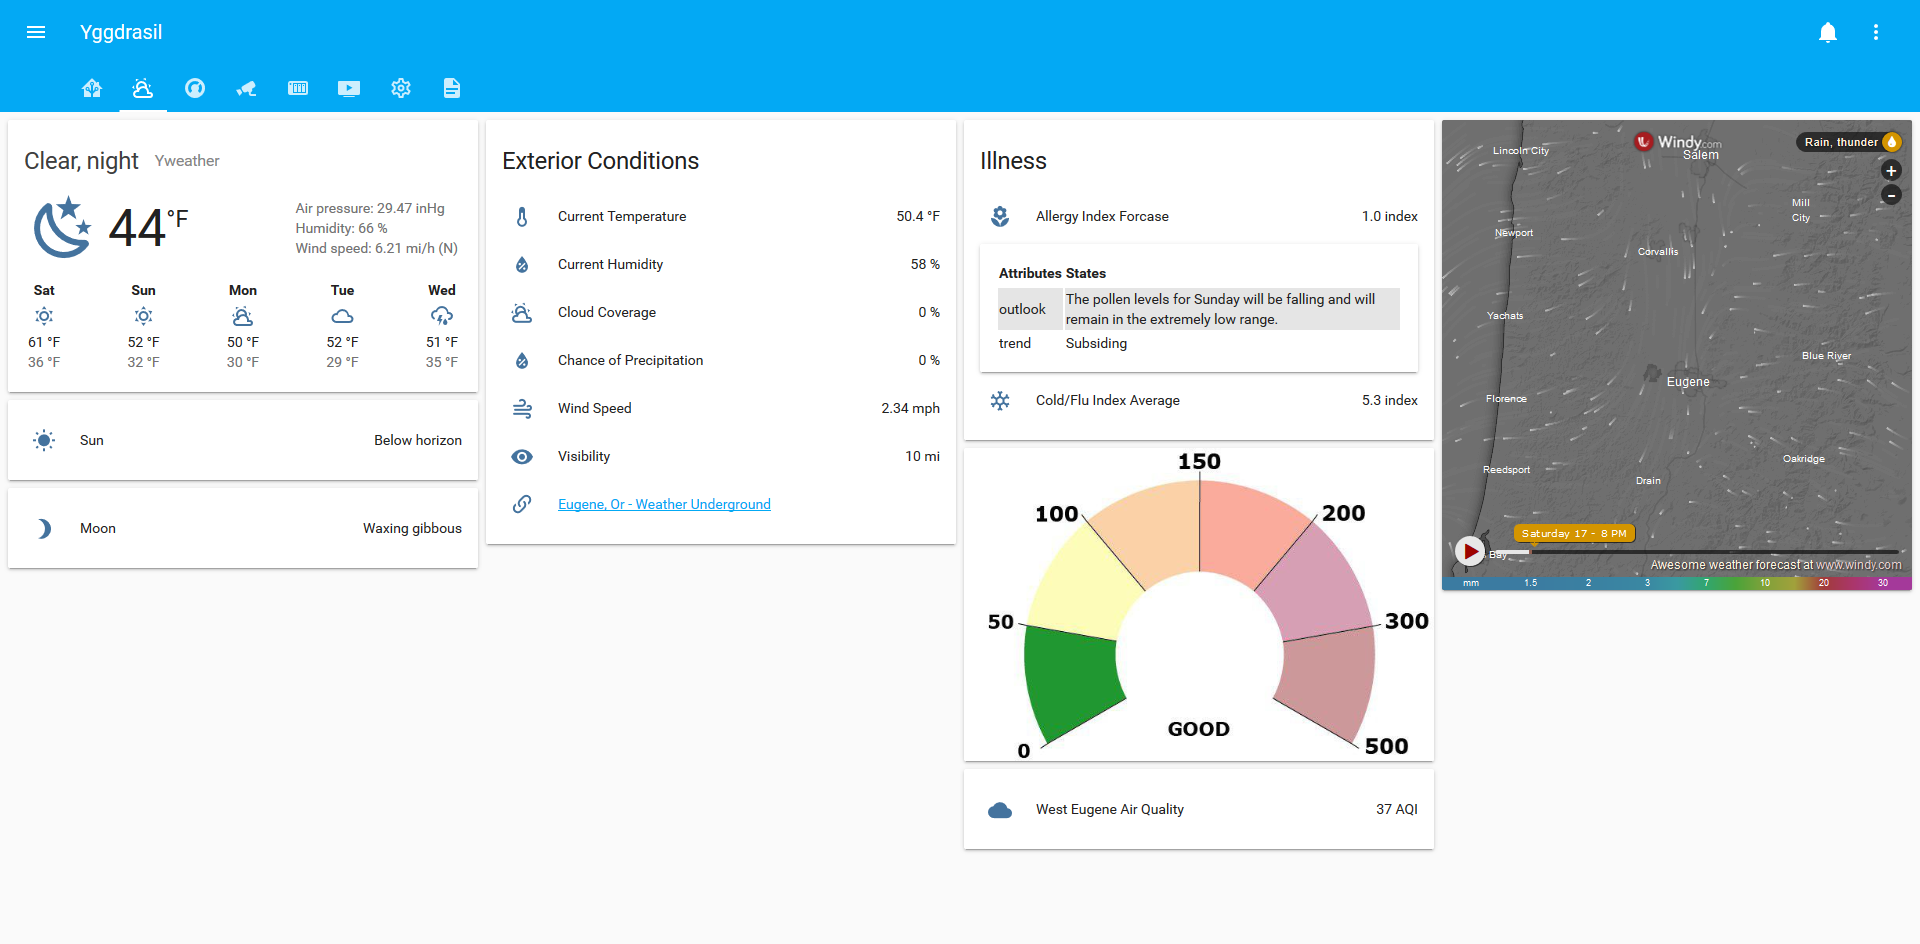 Yggdrasil
Clear, night Yweather
44 °F
Air pressure: 29.47 inHg
Humidity: 66 %
Wind speed: 6.21 mi/h (N)
Sat Sun Mon Tue Wed
61 °F 52 °F 50 °F 52 °F 51 °F
36 °F 32 °F 30 °F 29 °F 35 °F
Sun Below horizon
Moon Waxing gibbous
Exterior Conditions
Current Temperature 50.4 °F
Current Humidity 58 %
Cloud Coverage 0 %
Chance of Precipitation 0 %
Wind Speed 2.34 mph
Visibility 10 mi
Eugene, Or - Weather Underground
Illness
Allergy Index Forcase 1.0 index
Attributes States
outlook The pollen levels for Sunday will be falling and will
remain in the extremely low range.
trend Subsiding
Cold/Flu Index Average 5.3 index
150
100 200
50 300
GOOD
0 500
West Eugene Air Quality 37 AQI
Windy.com
Rain, thunder
Lincoln City
Salem
+
-
Mill
City
Newport
Corvallis
Yachats
Blue River
Eugene
Florence
Oakridge
Reedsport
Drain
Saturday 17 - 8 PM
Bay
Awesome weather forecast at www.windy.com
mm 1.5 2 3 7 10 20 30